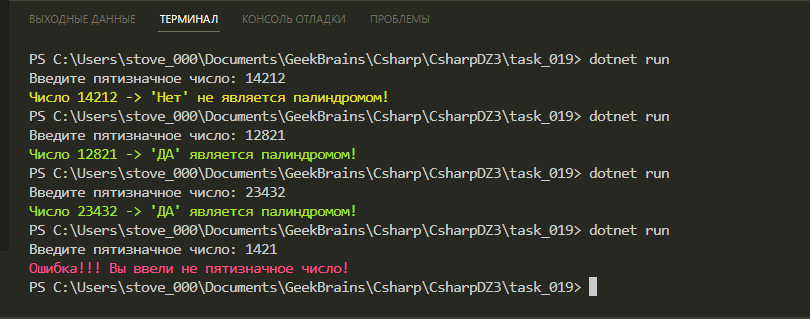 ВЫХОДНЫЕ ДАННЫЕ ТЕРМИНАЛ КОНСОЛЬ ОТЛАДКИ ПРОБЛЕМЫ
PS C:\Users\stove_000\Documents\GeekBrains\Csharp\CsharpDZ3\task_019> dotnet run
Введите пятизначное число: 14212
Число 14212 -> 'Нет' не является палиндромом!
PS C:\Users\stove_000\Documents\GeekBrains\Csharp\CsharpDZ3\task_019> dotnet run
Введите пятизначное число: 12821
Число 12821 -> 'ДА' является палиндромом!
PS C:\Users\stove_000\Documents\GeekBrains\Csharp\CsharpDZ3\task_019> dotnet run
Введите пятизначное число: 23432
Число 23432 -> 'ДА' является палиндромом!
PS C:\Users\stove_000\Documents\GeekBrains\Csharp\CsharpDZ3\task_019> dotnet run
Введите пятизначное число: 1421
Ошибка!!! Вы ввели не пятизначное число!
PS C:\Users\stove_000\Documents\GeekBrains\Csharp\CsharpDZ3\task_019>